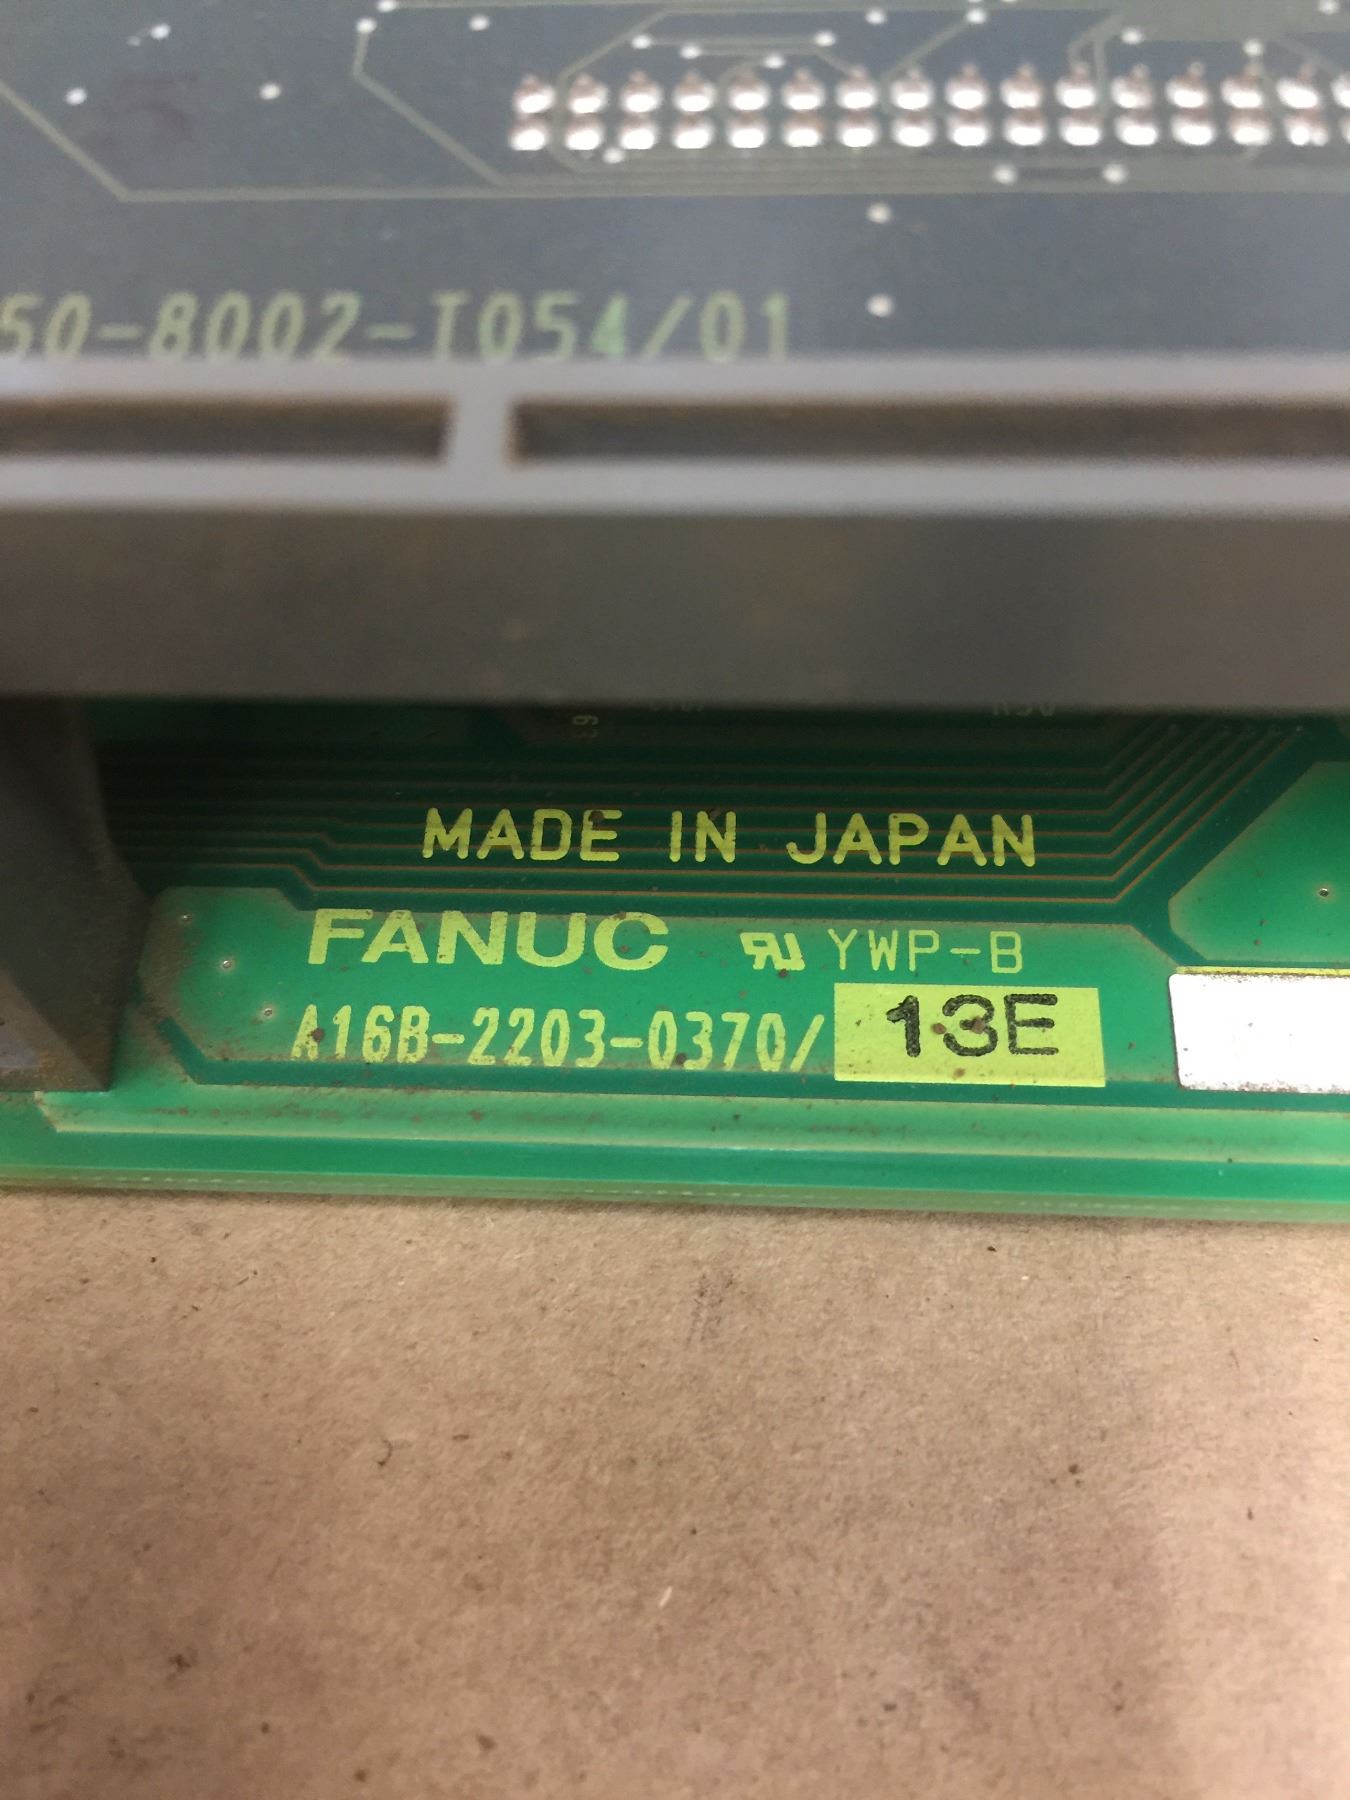 50-8002-T054/01
MADE IN JAPAN
FANUC YWP-B
A16B-2203-0370/ 13E